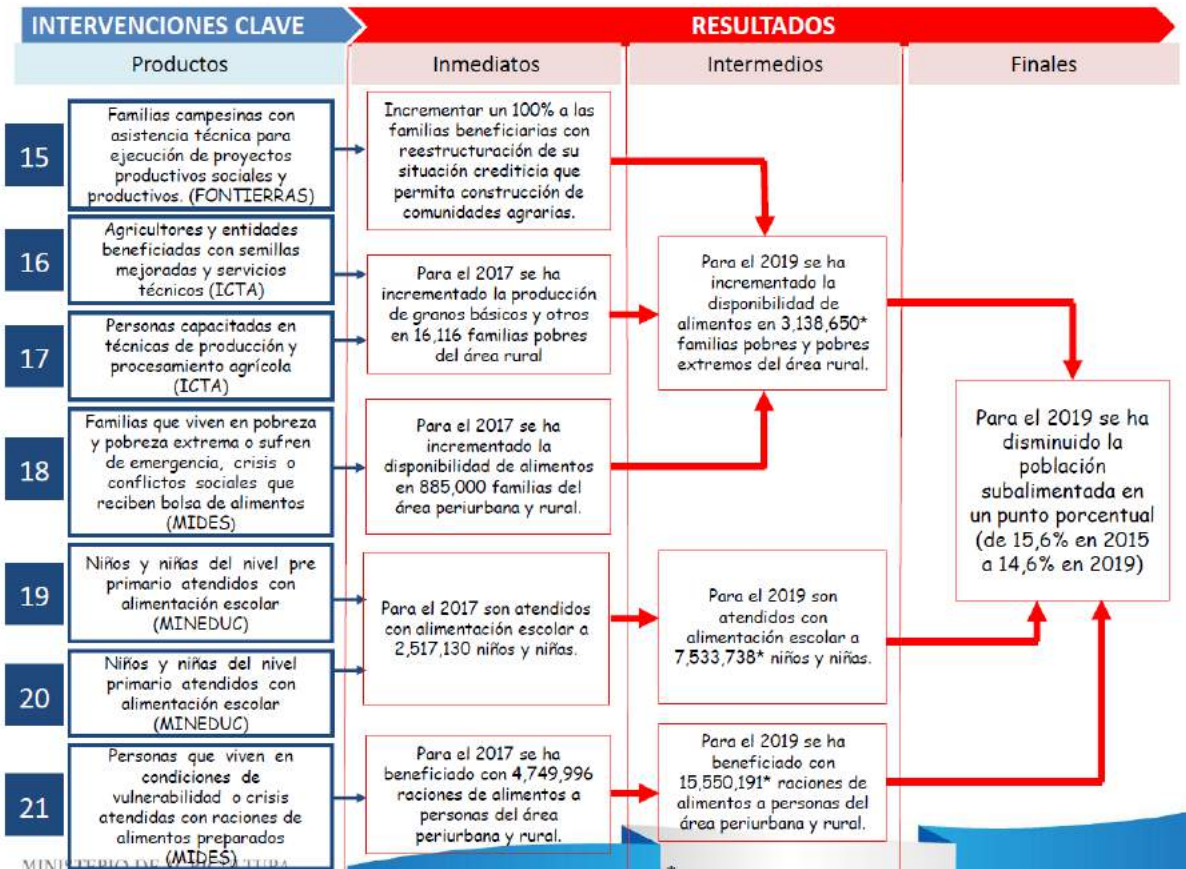 INTERVENCIONES CLAVE
RESULTADOS
Productos
Inmediatos
Intermedios
Finales
15
Familias campesinas con
asistencia técnica para
ejecución de proyectos
productivos sociales y
productivos. (FONTIERRAS)
16
Agricultores y entidades
beneficiadas con semillas
mejoradas y servicios
técnicos (ICTA)
17
Personas capacitadas en
técnicas de producción y
procesamiento agrícola
(ICTA)
18
Familias que viven en pobreza
y pobreza extrema o sufren
de emergencia, crisis o
conflictos sociales que
reciben bolsa de alimentos
(MIDES)
19
Niños y niñas del nivel pre
primario atendidos con
alimentación escolar
(MINEDUC)
20
Niños y niñas del nivel
primario atendidos con
alimentación escolar
(MINEDUC)
21
Personas que viven en
condiciones de
vulnerabilidad o crisis
atendidas con raciones de
alimentos preparados
(MIDES)
Incrementar un 100% a las
familias beneficiarias con
reestructuración de su
situación crediticia que
permita construcción de
comunidades agrarias.
Para el 2017 se ha
incrementado la producción
de granos básicos y otros
en 16,116 familias pobres
del área rural
Para el 2017 se ha
incrementado la
disponibilidad de alimentos
en 885,000 familias del
área periurbana y rural.
Para el 2017 son atendidos
con alimentación escolar a
2,517,130 niños y niñas.
Para el 2017 se ha
beneficiado con 4,749,996
raciones de alimentos a
personas del área
periurbana y rural.
Para el 2019 se ha
incrementado la
disponibilidad de
alimentos en 3,138,650*
familias pobres y pobres
extremos del área rural.
Para el 2019 son
atendidos con
alimentación escolar a
7,533,738* niños y niñas.
Para el 2019 se ha
beneficiado con
15,550,191* raciones de
alimentos a personas del
área periurbana y rural.
Para el 2019 se ha
disminuido la
población
subalimentada en
un punto porcentual
(de 15,6% en 2015
a 14,6% en 2019)
MINISTERIO DE AGRICULTURA
*